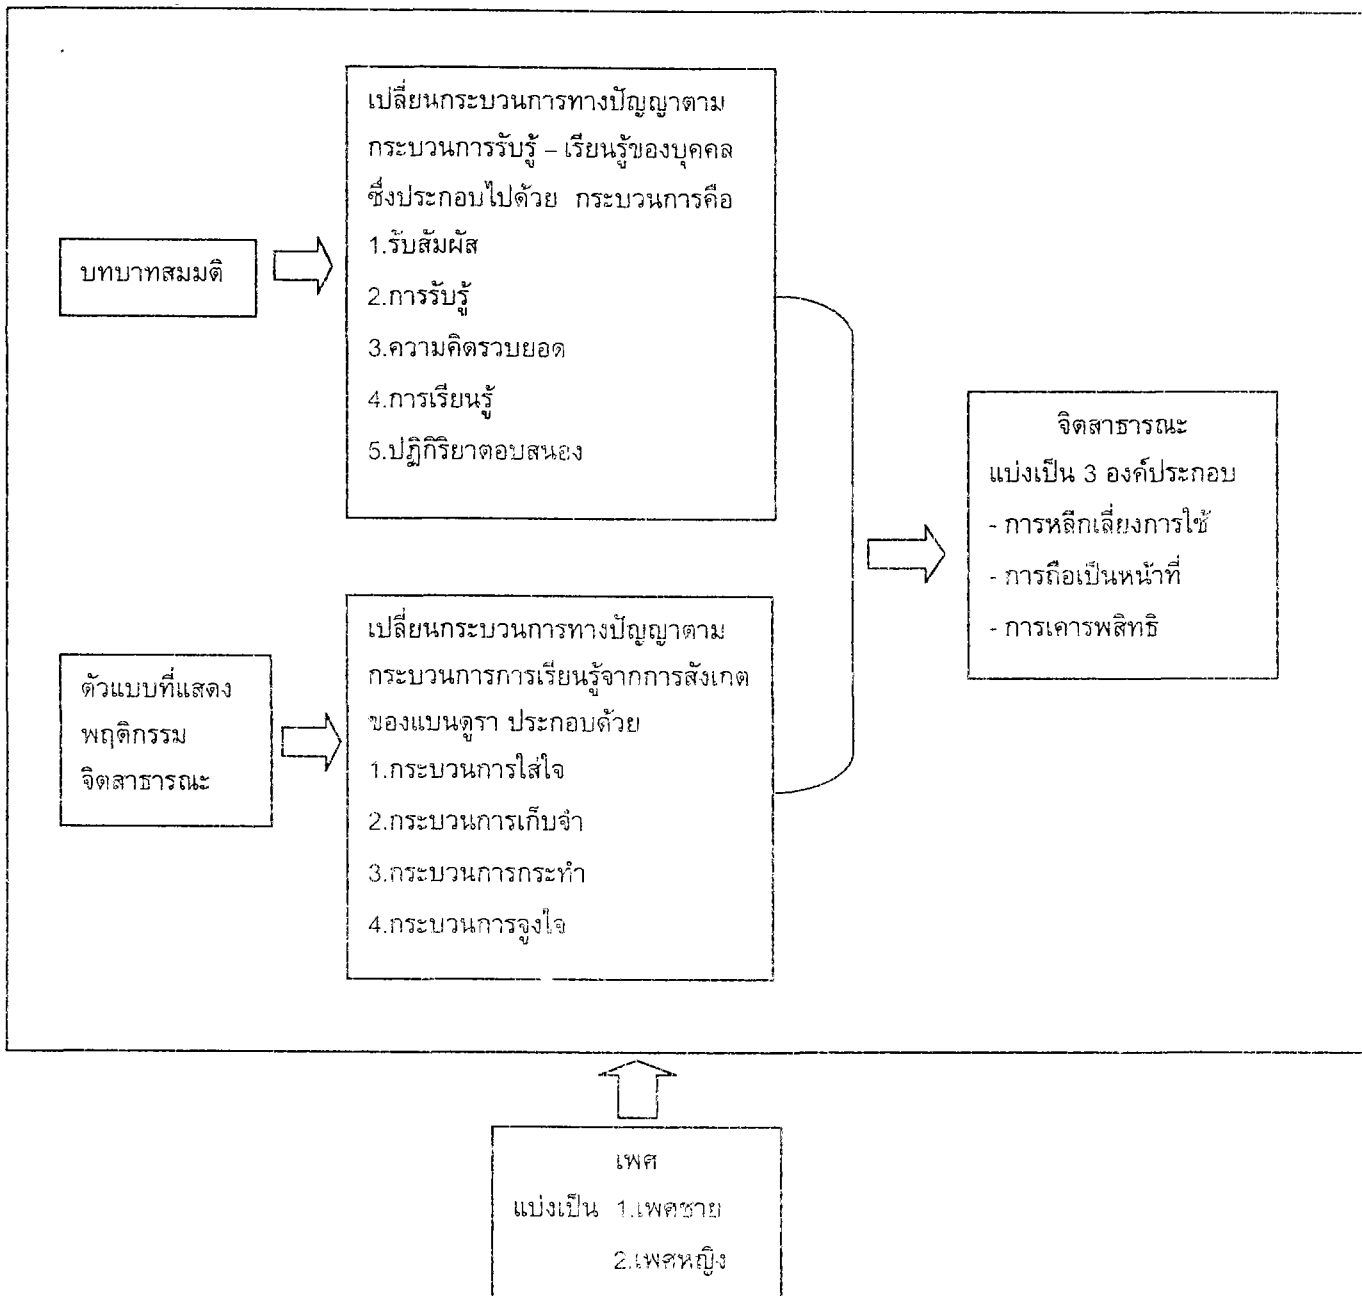 บทบาทสมมติ
เปลี่ยนกระบวนการทางปัญญาตาม
กระบวนการรับรู้ – เรียนรู้ของบุคคล
ซึ่งประกอบไปด้วย กระบวนการคือ
1.รับสัมผัส
2.การรับรู้
3.ความคิดรวบยอด
4.การเรียนรู้
5.ปฏิกิริยาตอบสนอง
ตัวแบบที่แสดง
พฤติกรรม
จิตสาธารณะ
เปลี่ยนกระบวนการทางปัญญาตาม
กระบวนการการเรียนรู้จากการสังเกต
ของแบนดูรา ประกอบด้วย
1.กระบวนการใส่ใจ
2.กระบวนการเก็บจำ
3.กระบวนการกระทำ
4.กระบวนการจูงใจ
จิตสาธารณะ
แบ่งเป็น 3 องค์ประกอบ
- การหลีกเลี่ยงการใช้
- การถือเป็นหน้าที่
- การเคารพสิทธิ
เพศ
แบ่งเป็น 1.เพศชาย
2.เพศหญิง